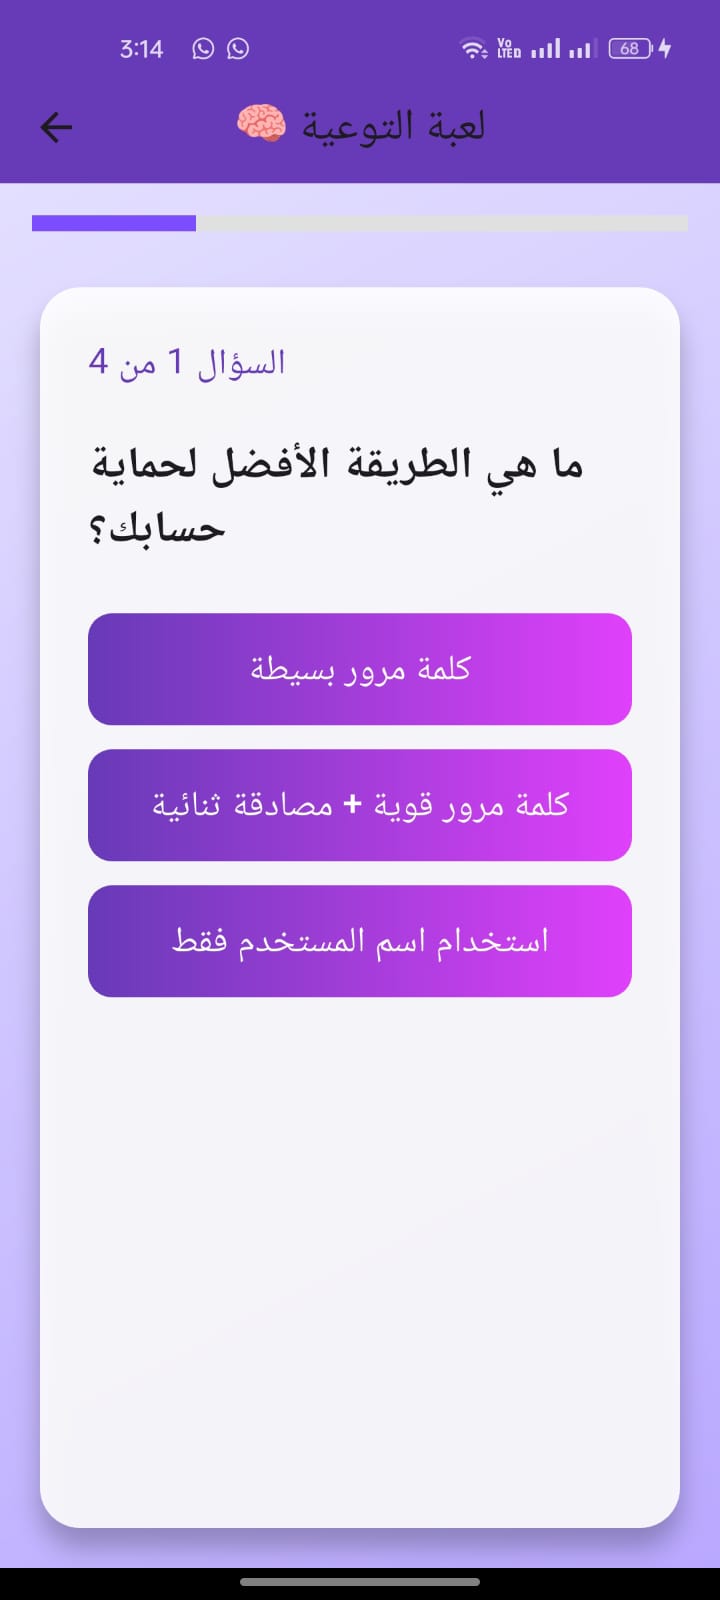 3:14
Vo LTED
68
لعبة التوعية 🧠
السؤال 1 من 4
ما هي الطريقة الأفضل لحماية
حسابك؟
كلمة مرور بسيطة
كلمة مرور قوية + مصادقة ثنائية
استخدام اسم المستخدم فقط